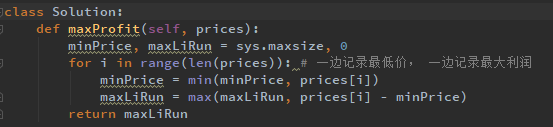 class Solution:
    def maxProfit(self, prices):
        minPrice, maxLiRun = sys.maxsize, 0
        for i in range(len(prices)): # 一边记录最低价， 一边记录最大利润
            minPrice = min(minPrice, prices[i])
            maxLiRun = max(maxLiRun, prices[i] - minPrice)
        return maxLiRun